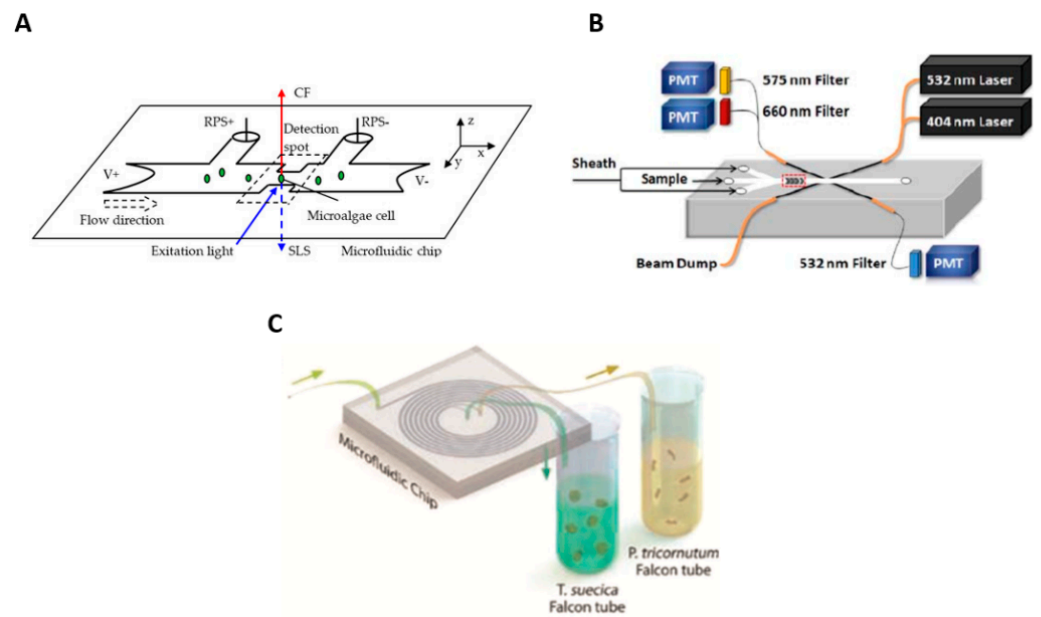 A
CF
RPS+
Detection
spot
RPS-
z
x
y
V+
V-
Flow direction
Microalgae cell
Exitation light
SLS
Microfluidic chip
B
PMT
575 nm Filter
532 nm Laser
PMT
660 nm Filter
404 nm Laser
Sheath
Sample
Beam Dump
532 nm Filter
PMT
C
Microfluidic Chip
P. tricornutum
Falcon tube
T. suecica
Falcon tube